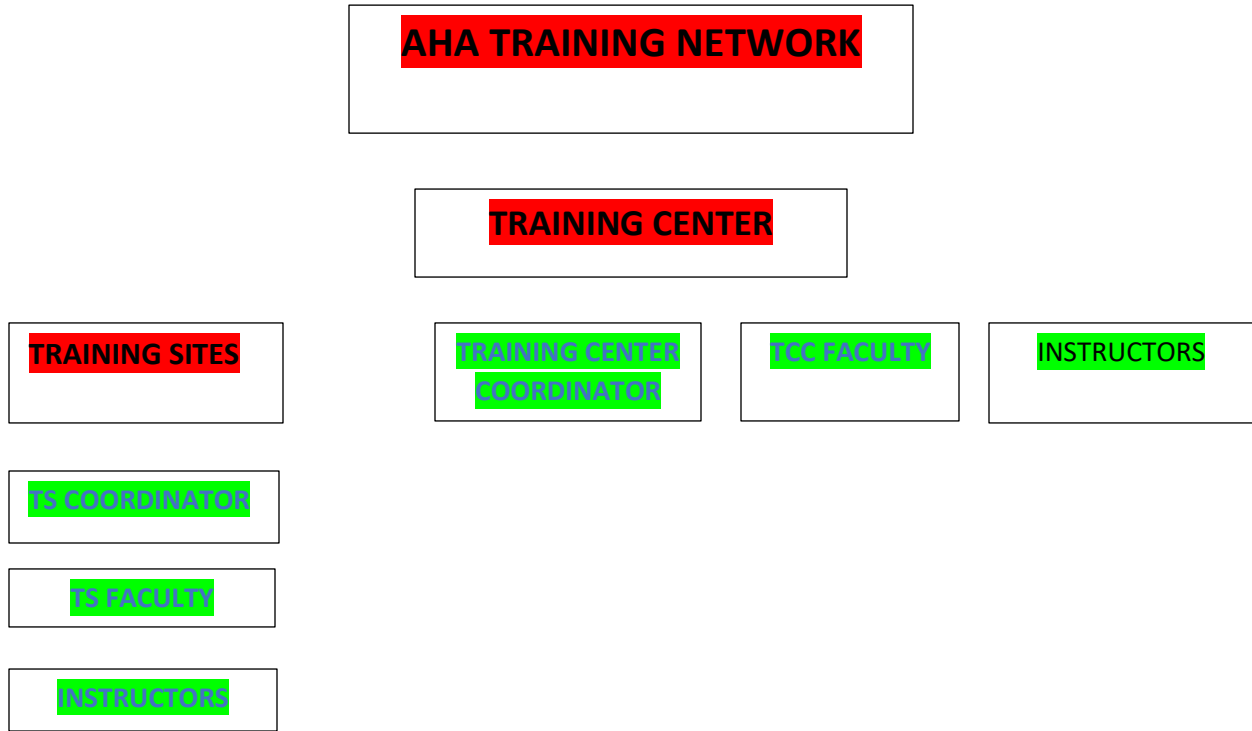 AHA TRAINING NETWORK
TRAINING CENTER
TRAINING SITES
TRAINING CENTER
COORDINATOR
TCC FACULTY
INSTRUCTORS
TS COORDINATOR
TS FACULTY
INSTRUCTORS